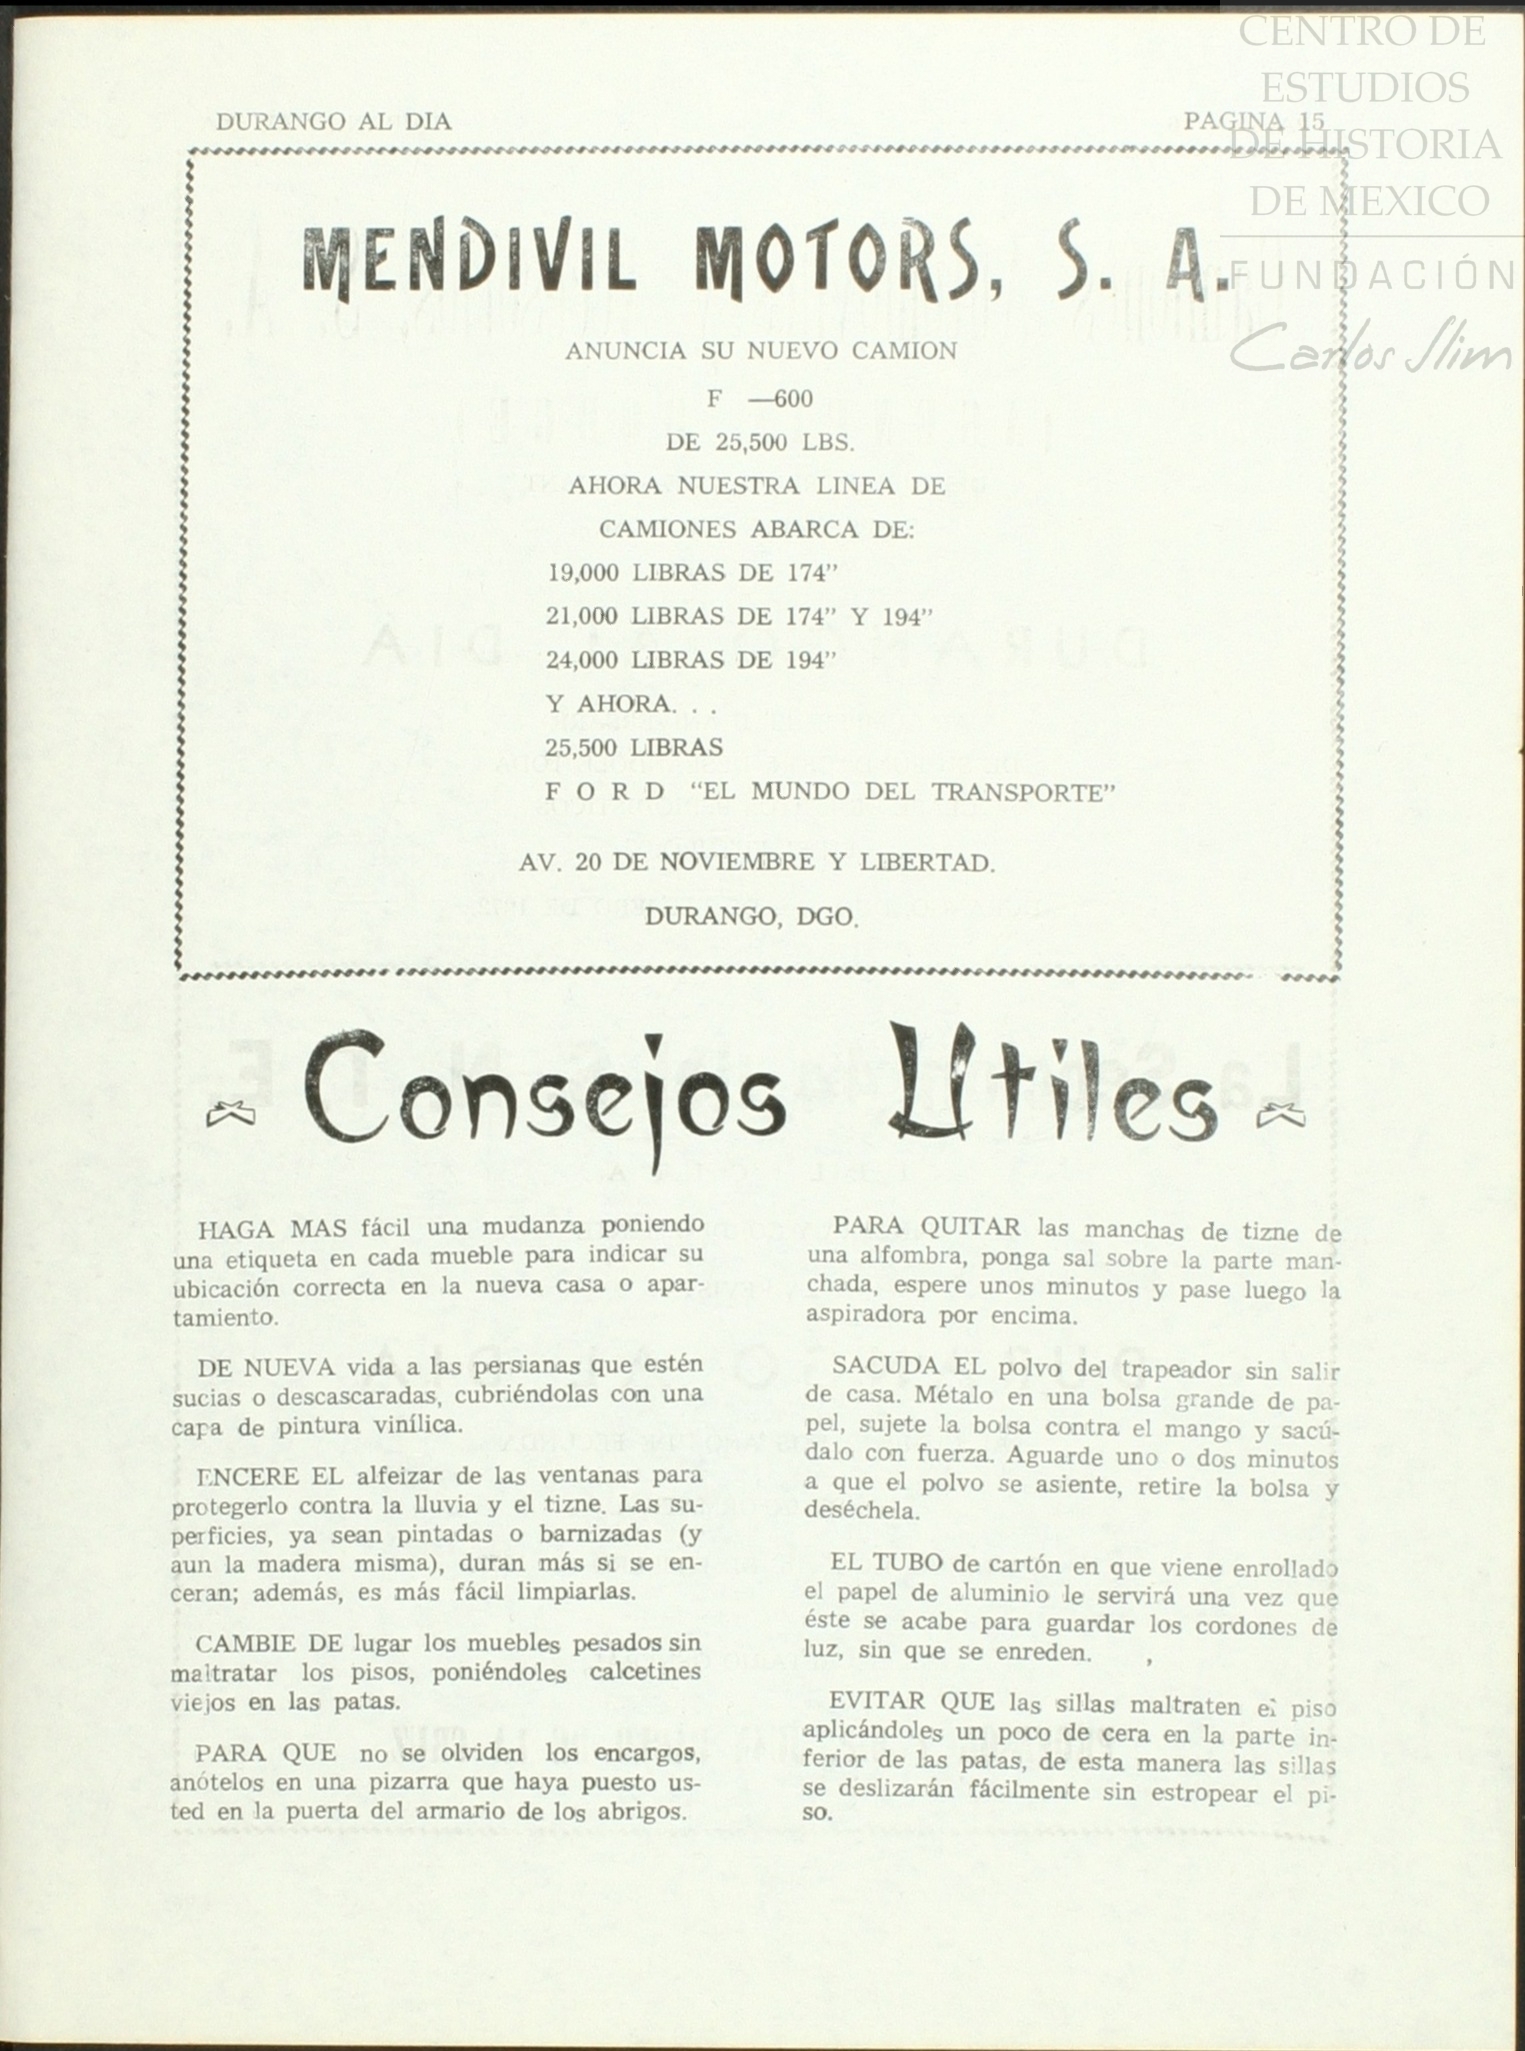 CENTRO DE
ESTUDIOS
DE HISTORIA
DE MEXICO
FUNDACIÓN
Carlos Slim
DURANGO AL DIA PAGINA 15
MENDIVIL MOTORS, S. A.
ANUNCIA SU NUEVO CAMION
F —600
DE 25,500 LBS.
AHORA NUESTRA LINEA DE
CAMIONES ABARCA DE:
19,000 LIBRAS DE 174”
21,000 LIBRAS DE 174” Y 194”
24,000 LIBRAS DE 194”
Y AHORA. . .
25,500 LIBRAS
F O R D “EL MUNDO DEL TRANSPORTE”
AV. 20 DE NOVIEMBRE Y LIBERTAD.
DURANGO, DGO.
Consejos Utiles
HAGA MAS fácil una mudanza poniendo
una etiqueta en cada mueble para indicar su
ubicación correcta en la nueva casa o apar-
tamiento.
DE NUEVA vida a las persianas que estén
sucias o descascaradas, cubriéndolas con una
capa de pintura vinílica.
ENCERE EL alfeizar de las ventanas para
protegerlo contra la lluvia y el tizne. Las su-
perficies, ya sean pintadas o barnizadas (y
aun la madera misma), duran más si se en-
ceran; además, es más fácil limpiarlas.
CAMBIE DE lugar los muebles pesados sin
maltratar los pisos, poniéndoles calcetines
viejos en las patas.
PARA QUE no se olviden los encargos,
anótelos en una pizarra que haya puesto us-
ted en la puerta del armario de los abrigos.
PARA QUITAR las manchas de tizne de
una alfombra, ponga sal sobre la parte man-
chada, espere unos minutos y pase luego la
aspiradora por encima.
SACUDA EL polvo del trapeador sin salir
de casa. Métalo en una bolsa grande de pa-
pel, sujete la bolsa contra el mango y sacú-
dalo con fuerza. Aguarde uno o dos minutos
a que el polvo se asiente, retire la bolsa y
deséchela.
EL TUBO de cartón en que viene enrollado
el papel de aluminio le servirá una vez que
éste se acabe para guardar los cordones de
luz, sin que se enreden.
EVITAR QUE las sillas maltraten el piso
aplicándoles un poco de cera en la parte in-
ferior de las patas, de esta manera las sillas
se deslizarán fácilmente sin estropear el pi-
so.